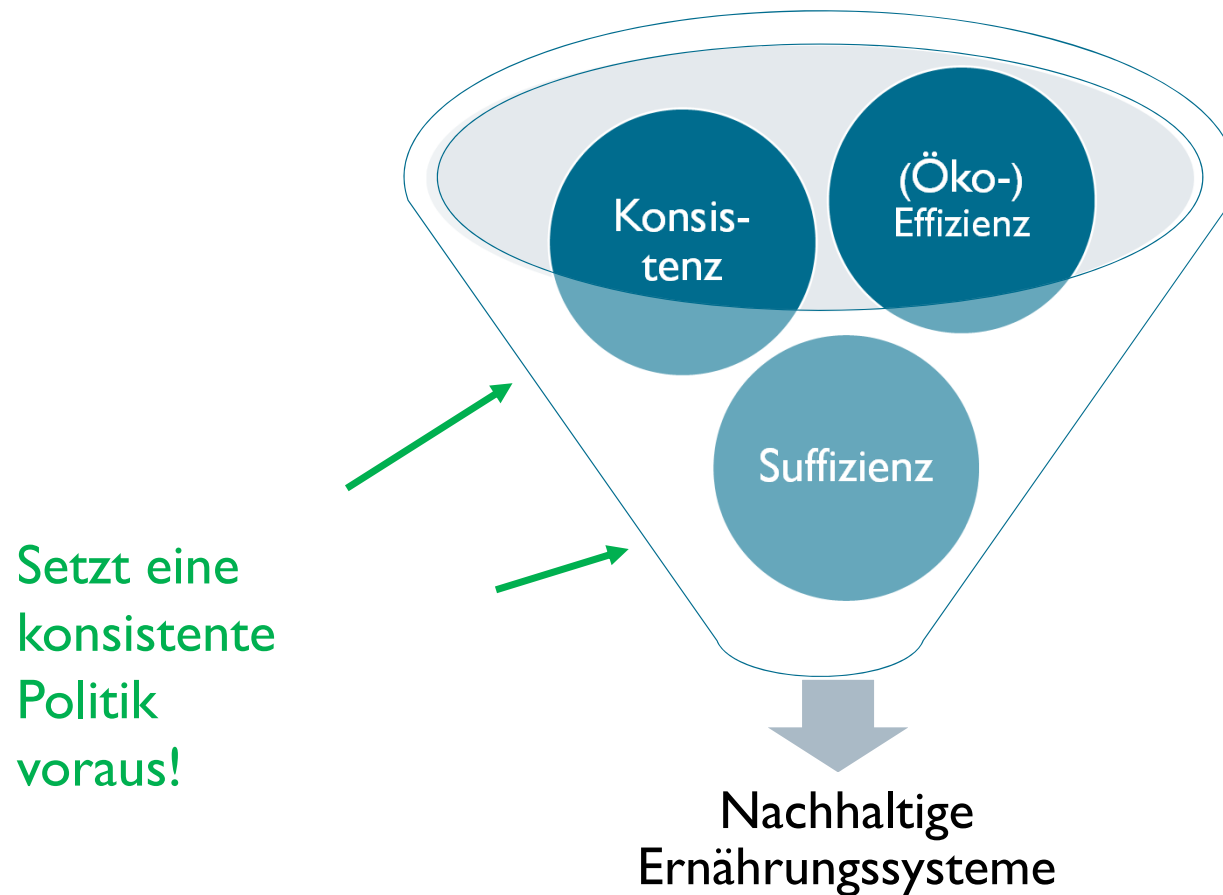 Konsis-
tenz
(Öko-)
Effizienz
Suffizienz
Setzt eine
konsistente
Politik
voraus!
Nachhaltige
Ernährungssysteme